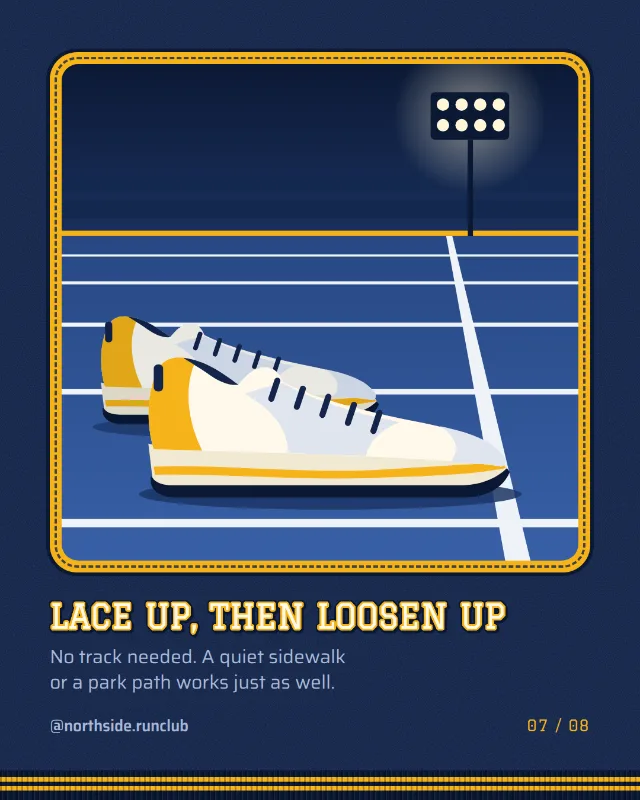 LACE UP, THEN LOOSEN UP
No track needed. A quiet sidewalk
or a park path works just as well.
@northside.runclub
07 / 08